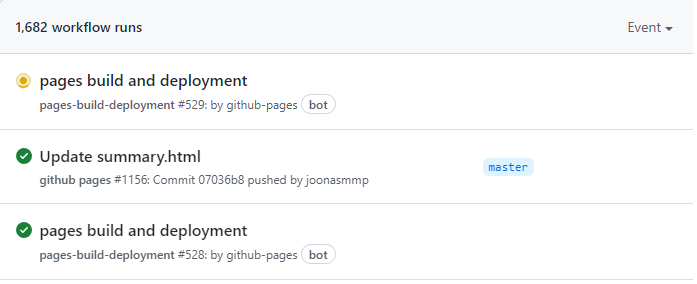 1,682 workflow runs
Event
pages build and deployment
pages-build-deployment #529: by github-pages bot
Update summary.html
github pages #1156: Commit 07036b8 pushed by joonasmmp
master
pages build and deployment
pages-build-deployment #528: by github-pages bot